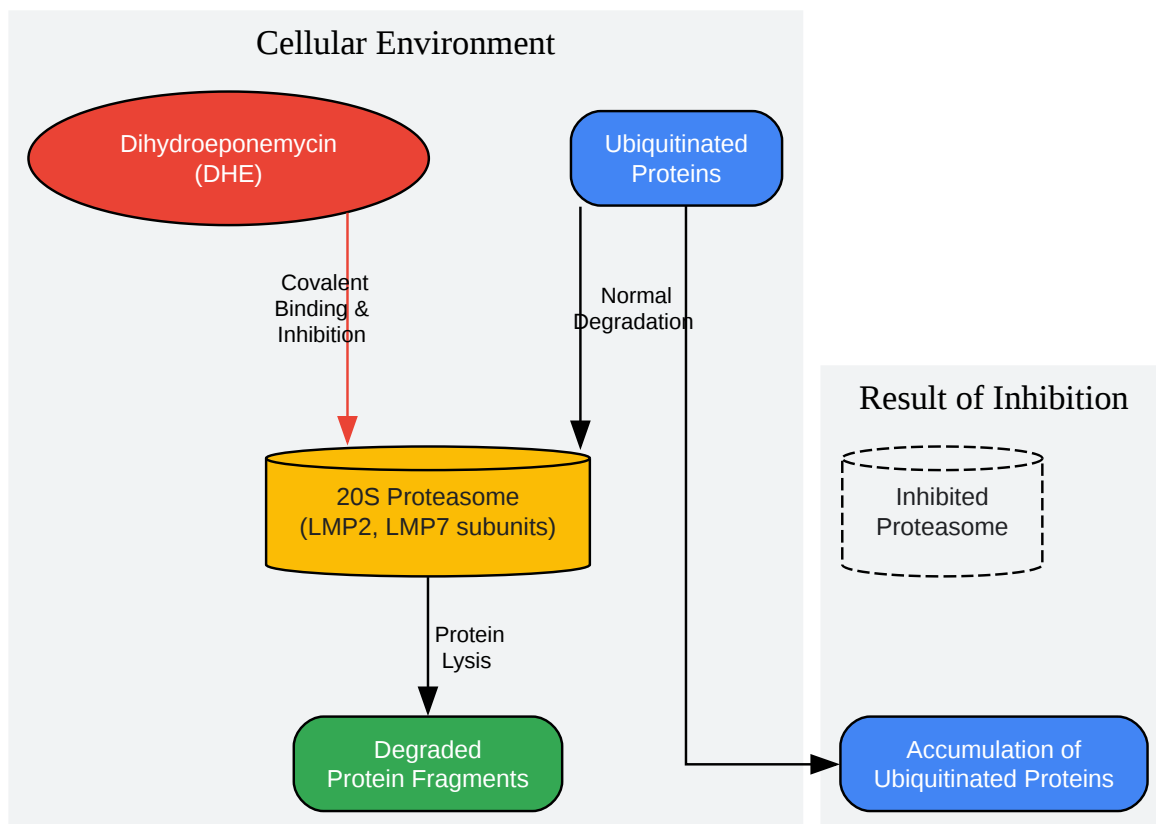 Cellular Environment
Dihydroeponemycin
(DHE)
Ubiquitinated
Proteins
Covalent
Binding &
Inhibition
Normal
Degradation
20S Proteasome
(LMP2, LMP7 subunits)
Protein
Lysis
Degraded
Protein Fragments
Result of Inhibition
Inhibited
Proteasome
Accumulation of
Ubiquitinated Proteins